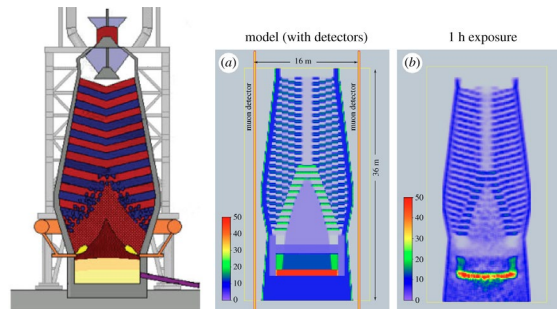 model (with detectors)
1 h exposure
(a)
16 m
(b)
muon detector
muon detector
36 m
50
40
30
20
10
0
50
40
30
20
10
0